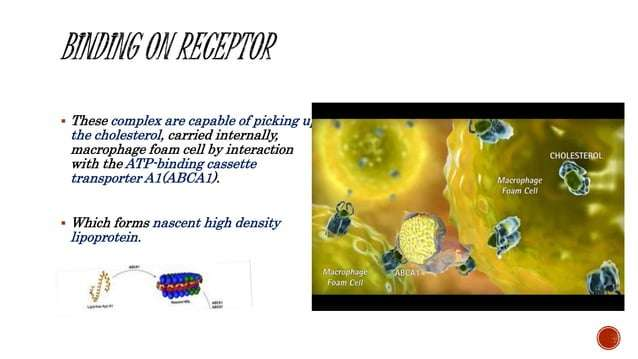 BINDING ON RECEPTOR
These complex are capable of picking up
the cholesterol, carried internally,
macrophage foam cell by interaction
with the ATP-binding cassette
transporter A1(ABCA1).
Which forms nascent high density
lipoprotein.
CHOLESTEROL
Macrophage
Foam Cell
Macrophage
Foam Cell
ABCA1
ABCA1
ABCA1